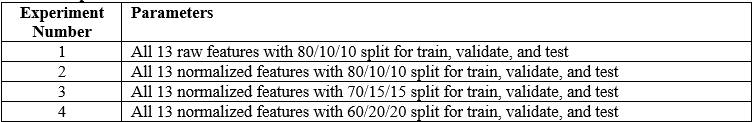 Experiment Number Parameters
1 All 13 raw features with 80/10/10 split for train, validate, and test
2 All 13 normalized features with 80/10/10 split for train, validate, and test
3 All 13 normalized features with 70/15/15 split for train, validate, and test
4 All 13 normalized features with 60/20/20 split for train, validate, and test